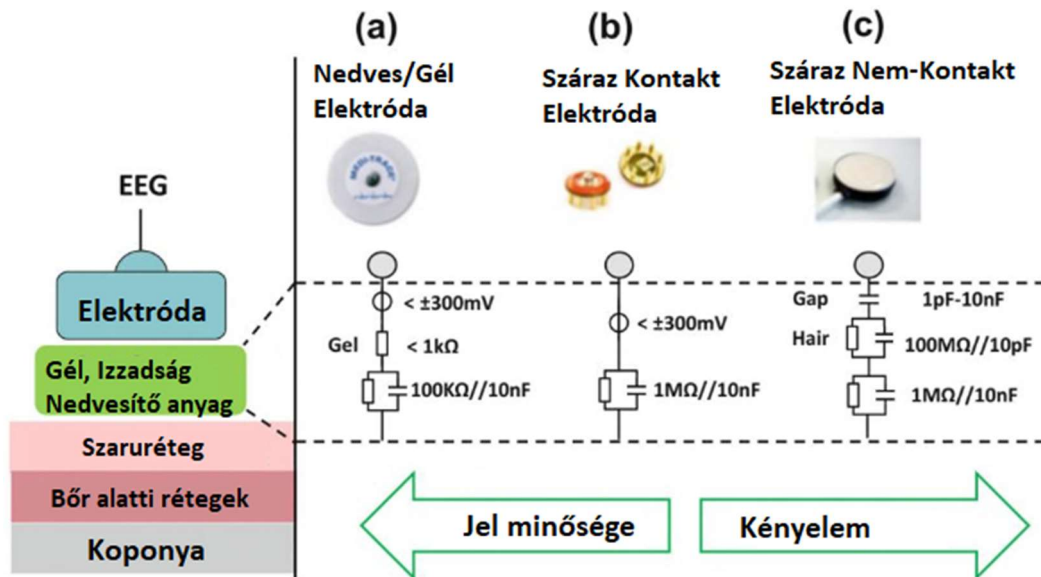 (a)
Nedves/Gél
Elektróda
(b)
Száraz Kontakt
Elektróda
(c)
Száraz Nem-Kontakt
Elektróda
MEDI-TRACE
EEG
Elektróda
Gél, Izzadság
Nedvesítő anyag
Szaruréteg
Bőr alatti rétegek
Koponya
< ±300mV
Gel
< 1kΩ
100KΩ//10nF
< ±300mV
1MΩ//10nF
Gap
1pF-10nF
Hair
100MΩ//10pF
1MΩ//10nF
Jel minősége
Kényelem